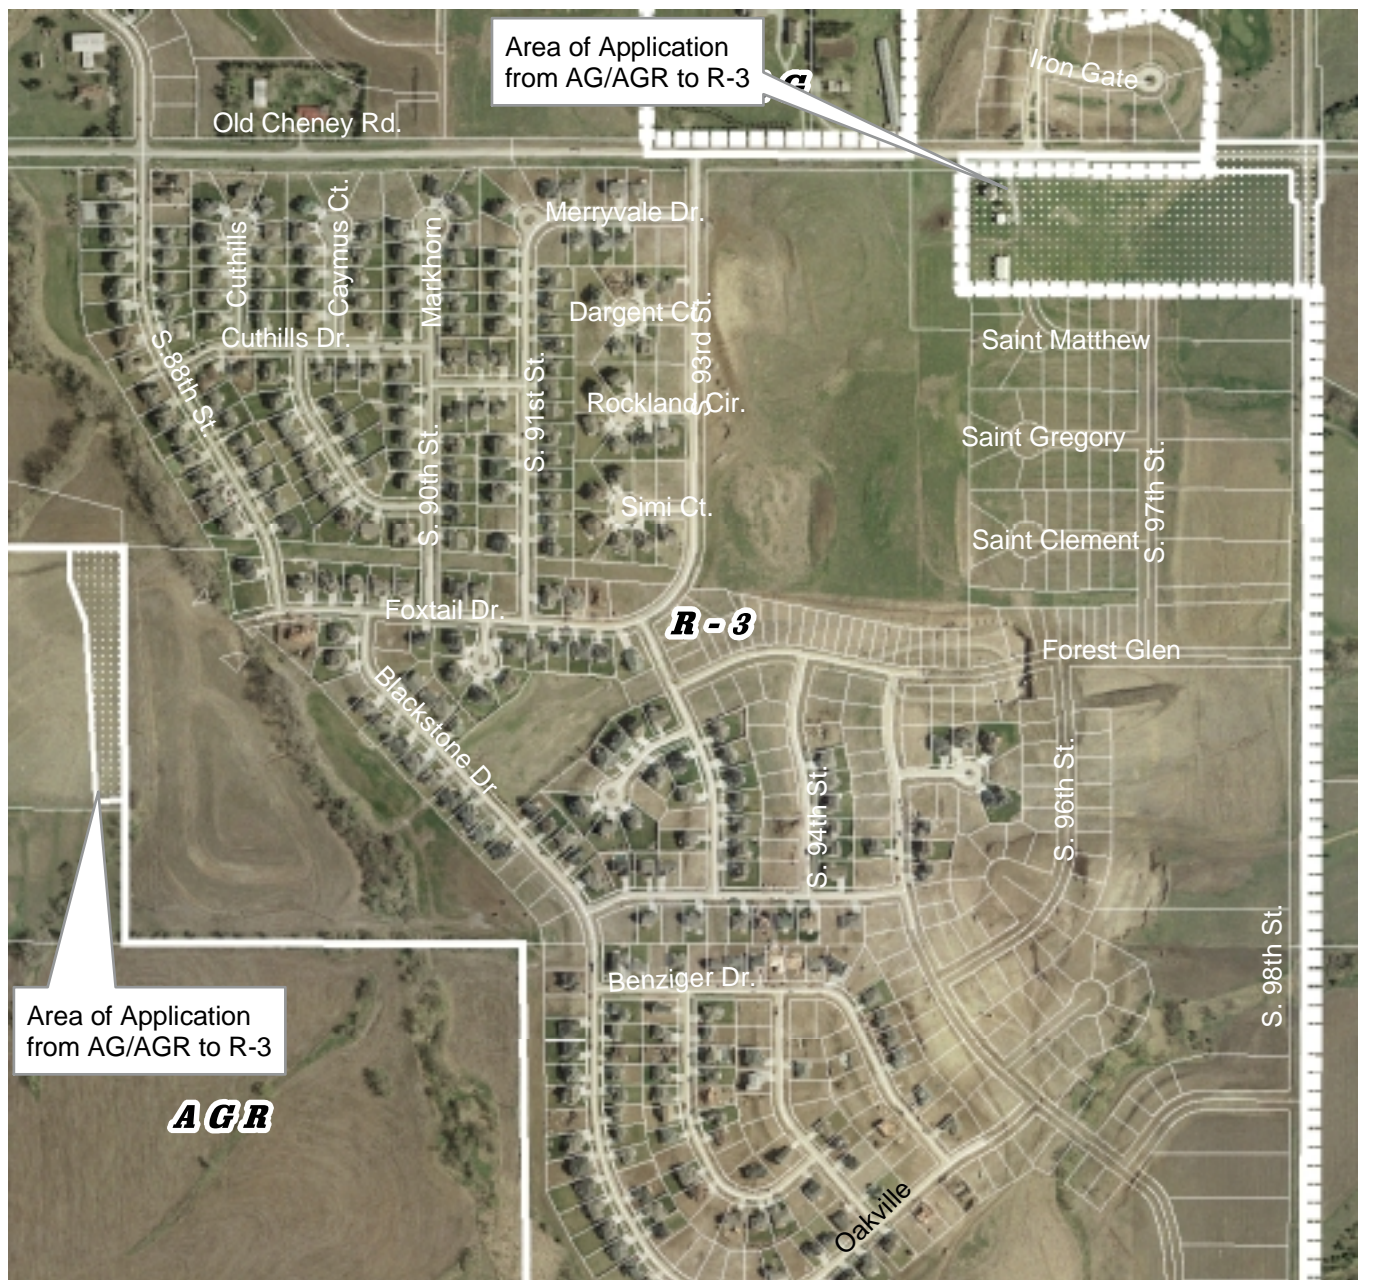 Area of Application
from AG/AGR to R-3
G
Iron Gate
Old Cheney Rd.
Merryvale Dr.
Cuthills
Caymus Ct.
Markhorn
Dargent Ct.
S. 93rd St.
Cuthills Dr.
Saint Matthew
S. 88th St.
S. 91st St.
Rockland Cir.
Saint Gregory
S. 90th St.
S. 97th St.
Simi Ct.
Saint Clement
Foxtail Dr.
R - 3
Forest Glen
Blackstone Dr
S. 94th St.
S. 96th St.
S. 98th St.
Benziger Dr.
Area of Application
from AG/AGR to R-3
A G R
Oakville